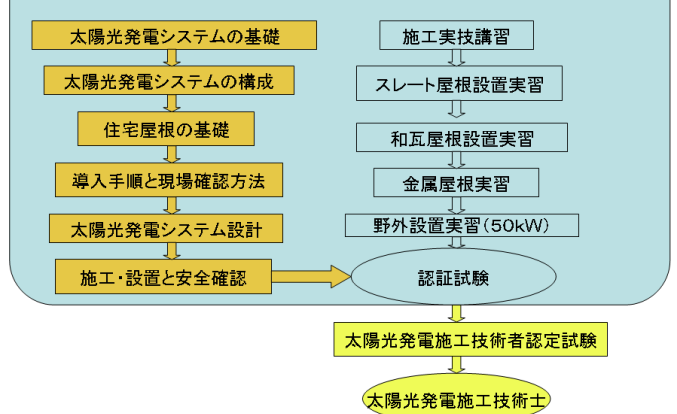 太陽光発電システムの基礎
太陽光発電システムの構成
住宅屋根の基礎
導入手順と現場確認方法
太陽光発電システム設計
施工・設置と安全確認
施工実技講習
スレート屋根設置実習
和瓦屋根設置実習
金属屋根実習
野外設置実習(50kW)
認証試験
太陽光発電施工技術者認定試験
太陽光発電施工技術士